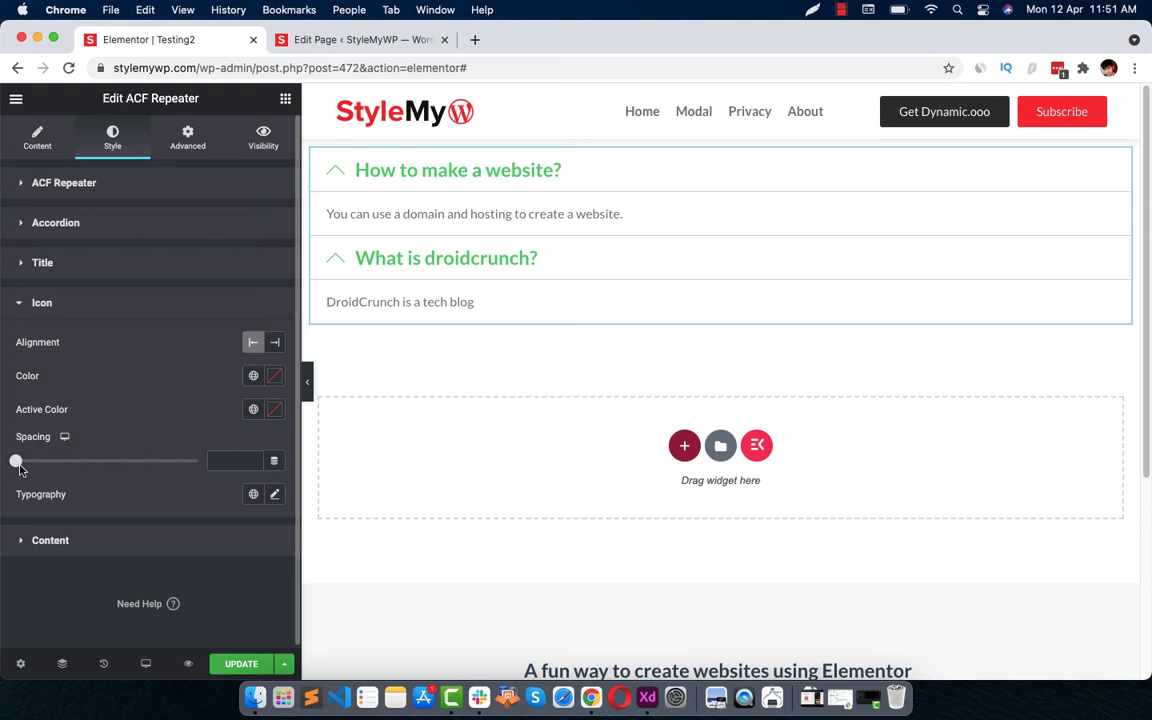 Chrome File Edit View History Bookmarks People Tab Window Help Mon 12 Apr 11:51 AM
Elementor | Testing2 Edit Page ‹ StyleMyWP — Wor
stylemywp.com/wp-admin/post.php?post=472&action=elementor#
IQ 1
Edit ACF Repeater
StyleMyW Home Modal Privacy About Get Dynamic.ooo Subscribe
Content Style Advanced Visibility
ACF Repeater
How to make a website?
Accordion
You can use a domain and hosting to create a website.
Title
What is droidcrunch?
Icon
DroidCrunch is a tech blog
Alignment
Color
Active Color
Spacing
Typography
Drag widget here
Content
Need Help ?
UPDATE
A fun way to create websites using Elementor
Xd